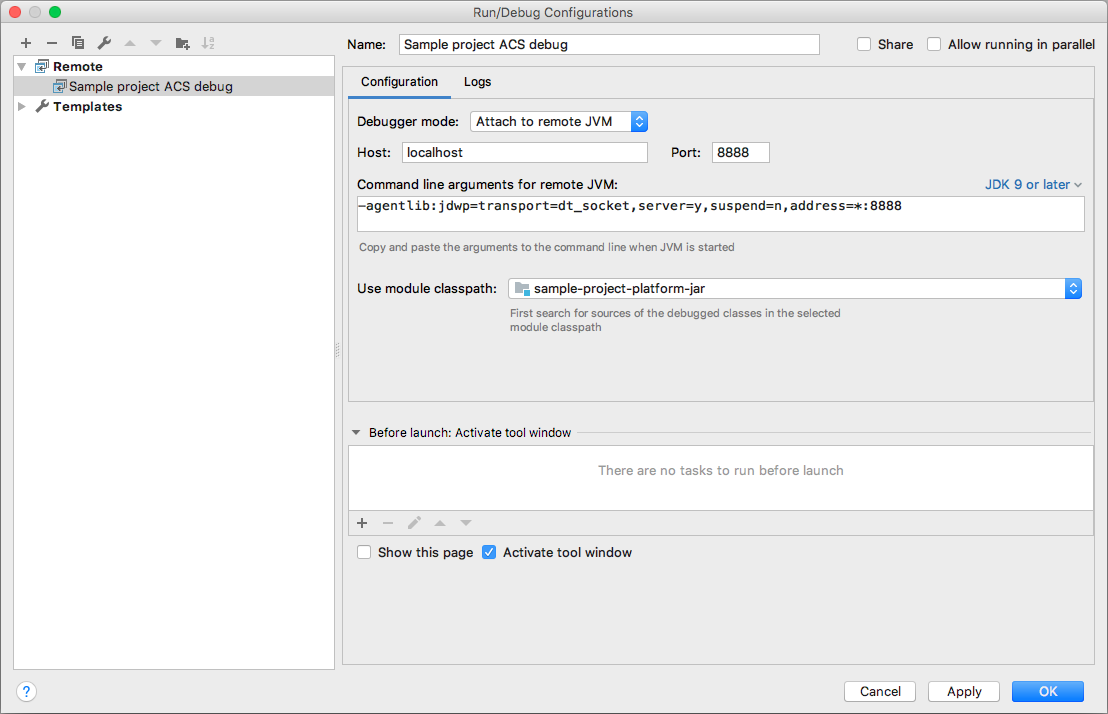 Run/Debug Configurations
Name: Sample project ACS debug Share Allow running in parallel
Remote
Sample project ACS debug
Templates
Configuration Logs
Debugger mode: Attach to remote JVM
Host: localhost Port: 8888
Command line arguments for remote JVM: JDK 9 or later
-agentlib:jdwp=transport=dt_socket,server=y,suspend=n,address=*:8888
Copy and paste the arguments to the command line when JVM is started
Use module classpath: sample-project-platform-jar
First search for sources of the debugged classes in the selected
module classpath
Before launch: Activate tool window
There are no tasks to run before launch
Show this page Activate tool window
? Cancel Apply OK